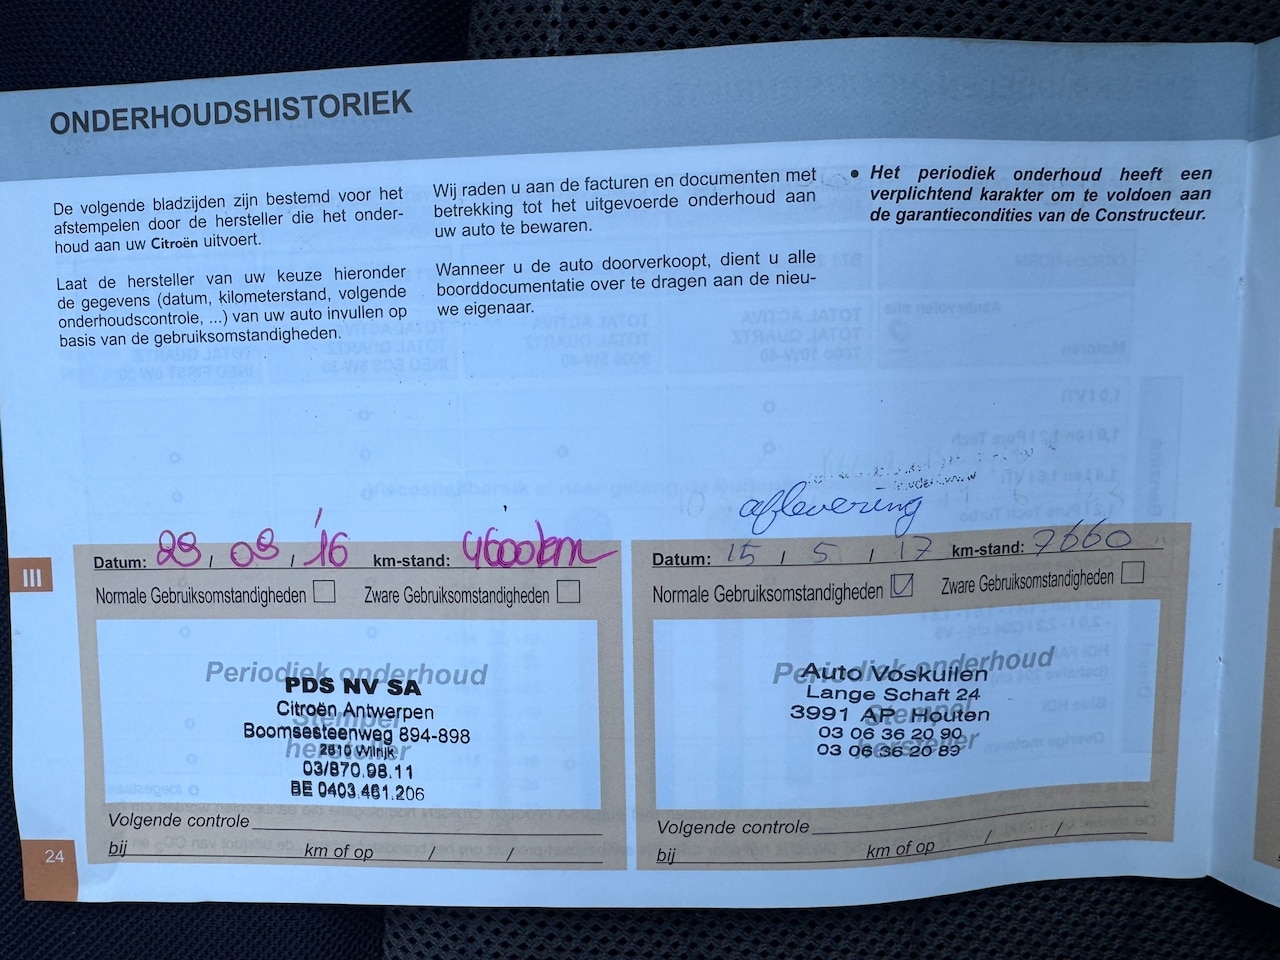 ONDERHOUDSHISTORIEK
De volgende bladzijden zijn bestemd voor het
afstempelen door de hersteller die het onder-
houd aan uw Citroën uitvoert.
Laat de hersteller van uw keuze hieronder
de gegevens (datum, kilometerstand, volgende
onderhoudscontrole, ...) van uw auto invullen op
basis van de gebruiksomstandigheden.
Wij raden u aan de facturen en documenten met
betrekking tot het uitgevoerde onderhoud aan
uw auto te bewaren.
Wanneer u de auto doorverkoopt, dient u alle
boorddocumentatie over te dragen aan de nieu-
we eigenaar.
• Het periodiek onderhoud heeft een
verplichtend karakter om te voldoen aan
de garantiecondities van de Constructeur.
III
Datum: / 16 km-stand: 4600km
Normale Gebruiksomstandigheden Zware Gebruiksomstandigheden
Periodiek onderhoud
Stempel
hersteller
PDS NV SA
Citroën Antwerpen
Boomsesteenweg 894-898
2610 Wilrijk
03/870.98.11
BE 0403.461.206
Volgende controle
bij km of op / /
aflevering
Datum: 15 / 5 / 17 km-stand: 7660
Normale Gebruiksomstandigheden Zware Gebruiksomstandigheden
Periodiek onderhoud
Stempel
hersteller
Auto Voskuilen
Lange Schaft 24
3991 AP Houten
03 06 36 20 90
03 06 36 20 89
Volgende controle
bij km of op / /
24